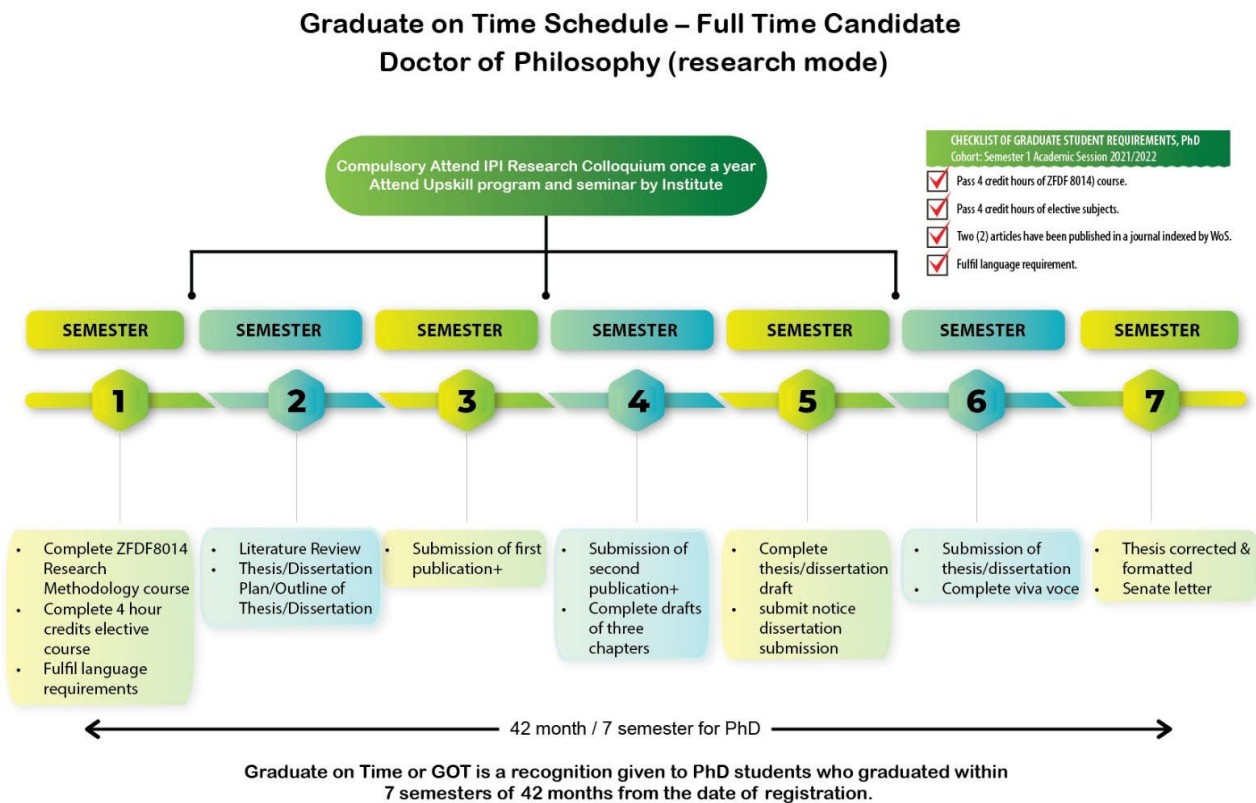 Graduate on Time Schedule – Full Time Candidate
Doctor of Philosophy (research mode)
Compulsory Attend IPI Research Colloquium once a year
Attend Upskill program and seminar by Institute
CHECKLIST OF GRADUATE STUDENT REQUIREMENTS, PhD
Cohort: Semester 1 Academic Session 2021/2022
Pass 4 credit hours of ZFDF 8014) course.
Pass 4 credit hours of elective subjects.
Two (2) articles have been published in a journal indexed by WoS.
Fulfil language requirement.
SEMESTER
1
• Complete ZFDF8014
Research
Methodology course
• Complete 4 hour
credits elective
course
• Fulfil language
requirements
SEMESTER
2
• Literature Review
• Thesis/Dissertation
Plan/Outline of
Thesis/Dissertation
SEMESTER
3
• Submission of first
publication+
SEMESTER
4
• Submission of
second
publication+
• Complete drafts
of three
chapters
SEMESTER
5
• Complete
thesis/dissertation
draft
• submit notice
dissertation
submission
SEMESTER
6
• Submission of
thesis/dissertation
• Complete viva voce
SEMESTER
7
• Thesis corrected &
formatted
• Senate letter
42 month / 7 semester for PhD
Graduate on Time or GOT is a recognition given to PhD students who graduated within
7 semesters of 42 months from the date of registration.